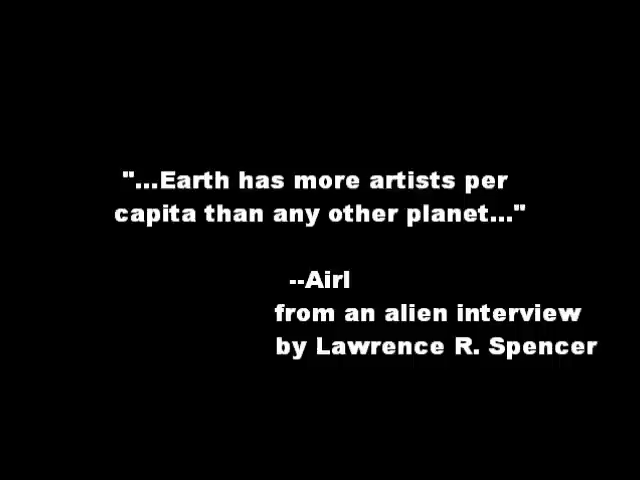 "...Earth has more artists per
capita than any other planet..."
--Airl
from an alien interview
by Lawrence R. Spencer